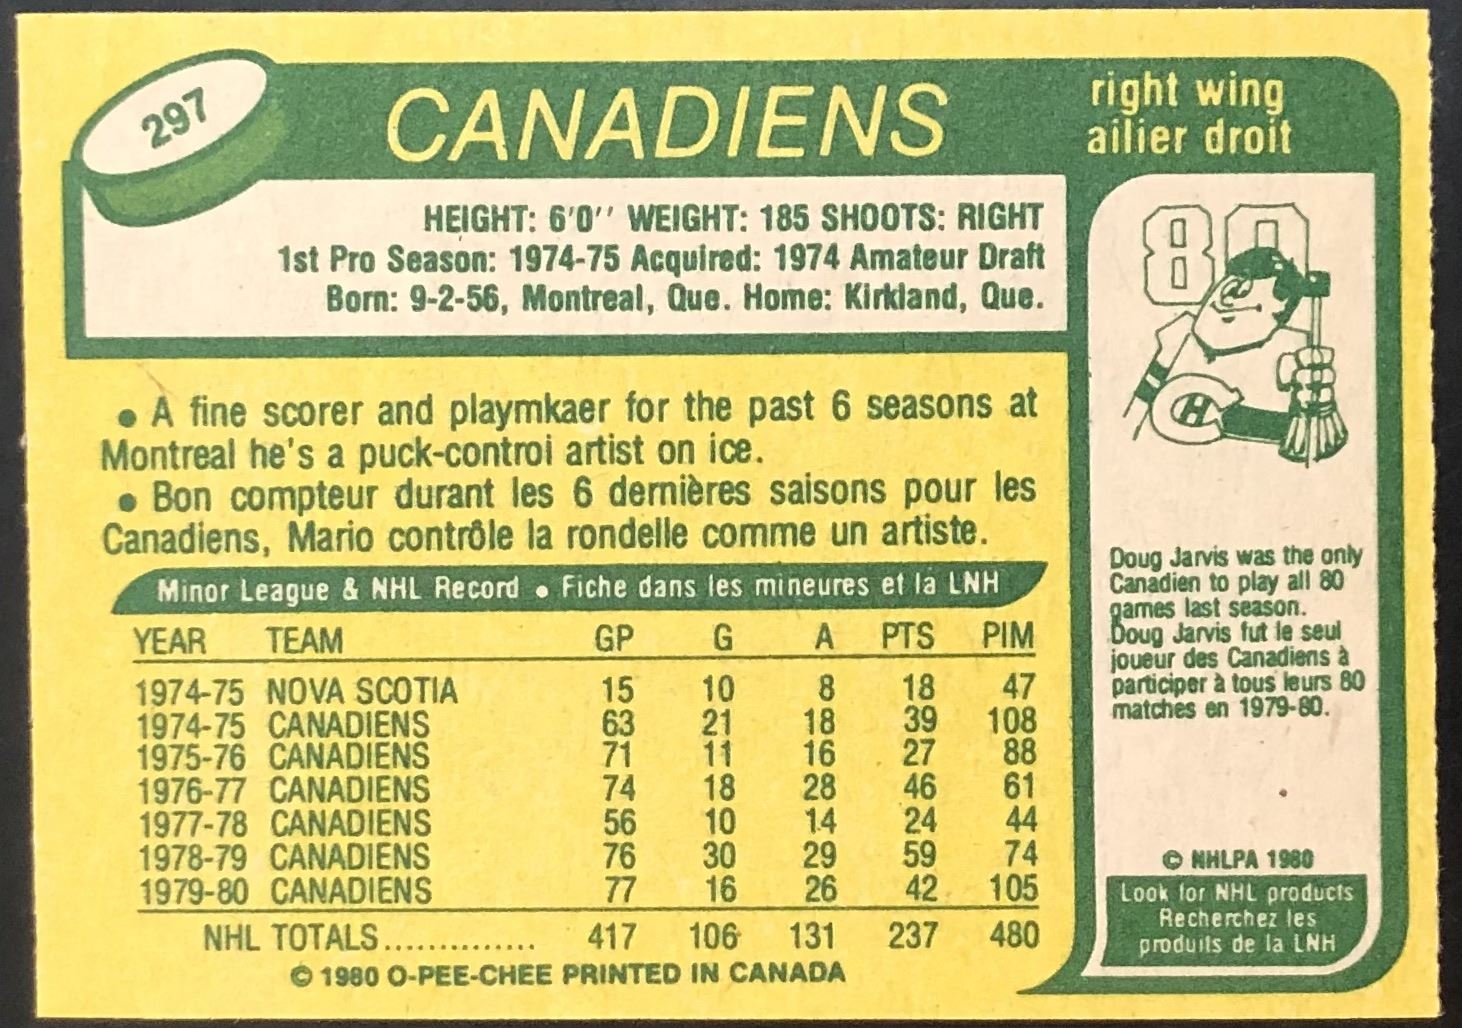 297
CANADIENS
right wing
ailier droit
HEIGHT: 6'0'' WEIGHT: 185 SHOOTS: RIGHT
1st Pro Season: 1974-75 Acquired: 1974 Amateur Draft
Born: 9-2-56, Montreal, Que. Home: Kirkland, Que.
• A fine scorer and playmkaer for the past 6 seasons at
Montreal he's a puck-control artist on ice.
• Bon compteur durant les 6 dernières saisons pour les
Canadiens, Mario contrôle la rondelle comme un artiste.
Minor League & NHL Record • Fiche dans les mineures et la LNH
YEAR TEAM GP G A PTS PIM
1974-75 NOVA SCOTIA 15 10 8 18 47
1974-75 CANADIENS 63 21 18 39 108
1975-76 CANADIENS 71 11 16 27 88
1976-77 CANADIENS 74 18 28 46 61
1977-78 CANADIENS 56 10 14 24 44
1978-79 CANADIENS 76 30 29 59 74
1979-80 CANADIENS 77 16 26 42 105
NHL TOTALS.............. 417 106 131 237 480
© 1980 O-PEE-CHEE PRINTED IN CANADA
80
CH
Doug Jarvis was the only
Canadien to play all 80
games last season.
Doug Jarvis fut le seul
joueur des Canadiens à
participer à tous leurs 80
matches en 1979-80.
© NHLPA 1980
Look for NHL products
Recherchez les
produits de la LNH